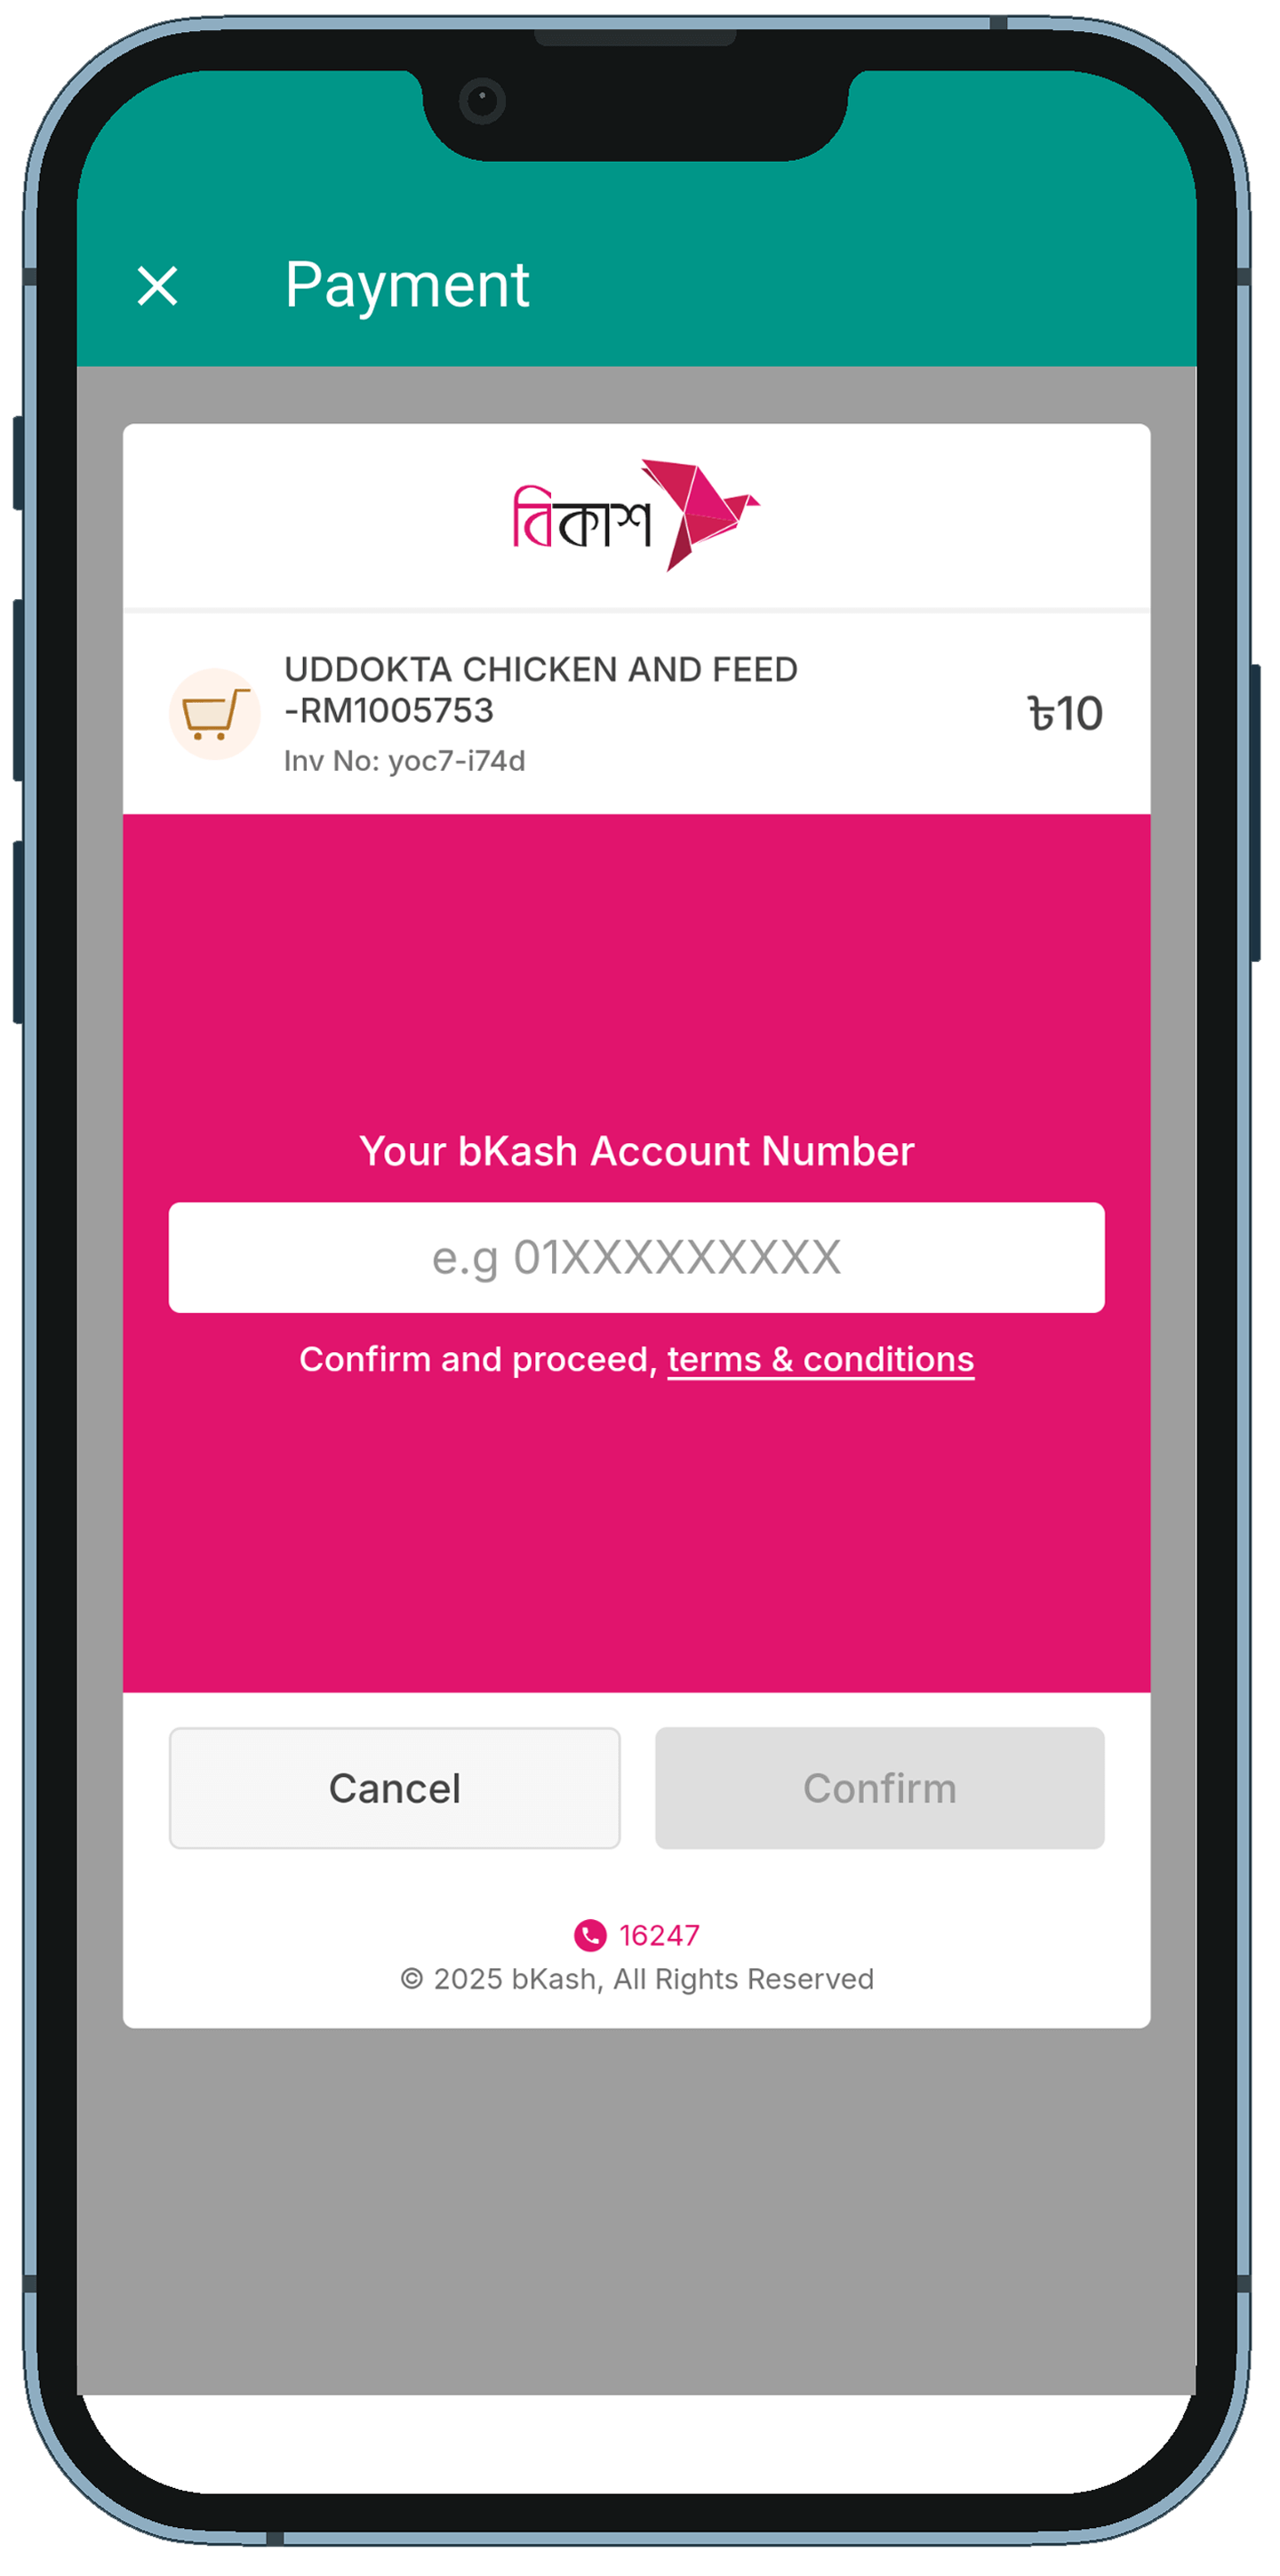 Payment
বিকাশ
UDDOKTA CHICKEN AND FEED
-RM1005753
৳10
Inv No: yoc7-i74d
Your bKash Account Number
e.g 01XXXXXXXXX
Confirm and proceed, terms & conditions
Cancel
Confirm
16247
© 2025 bKash, All Rights Reserved